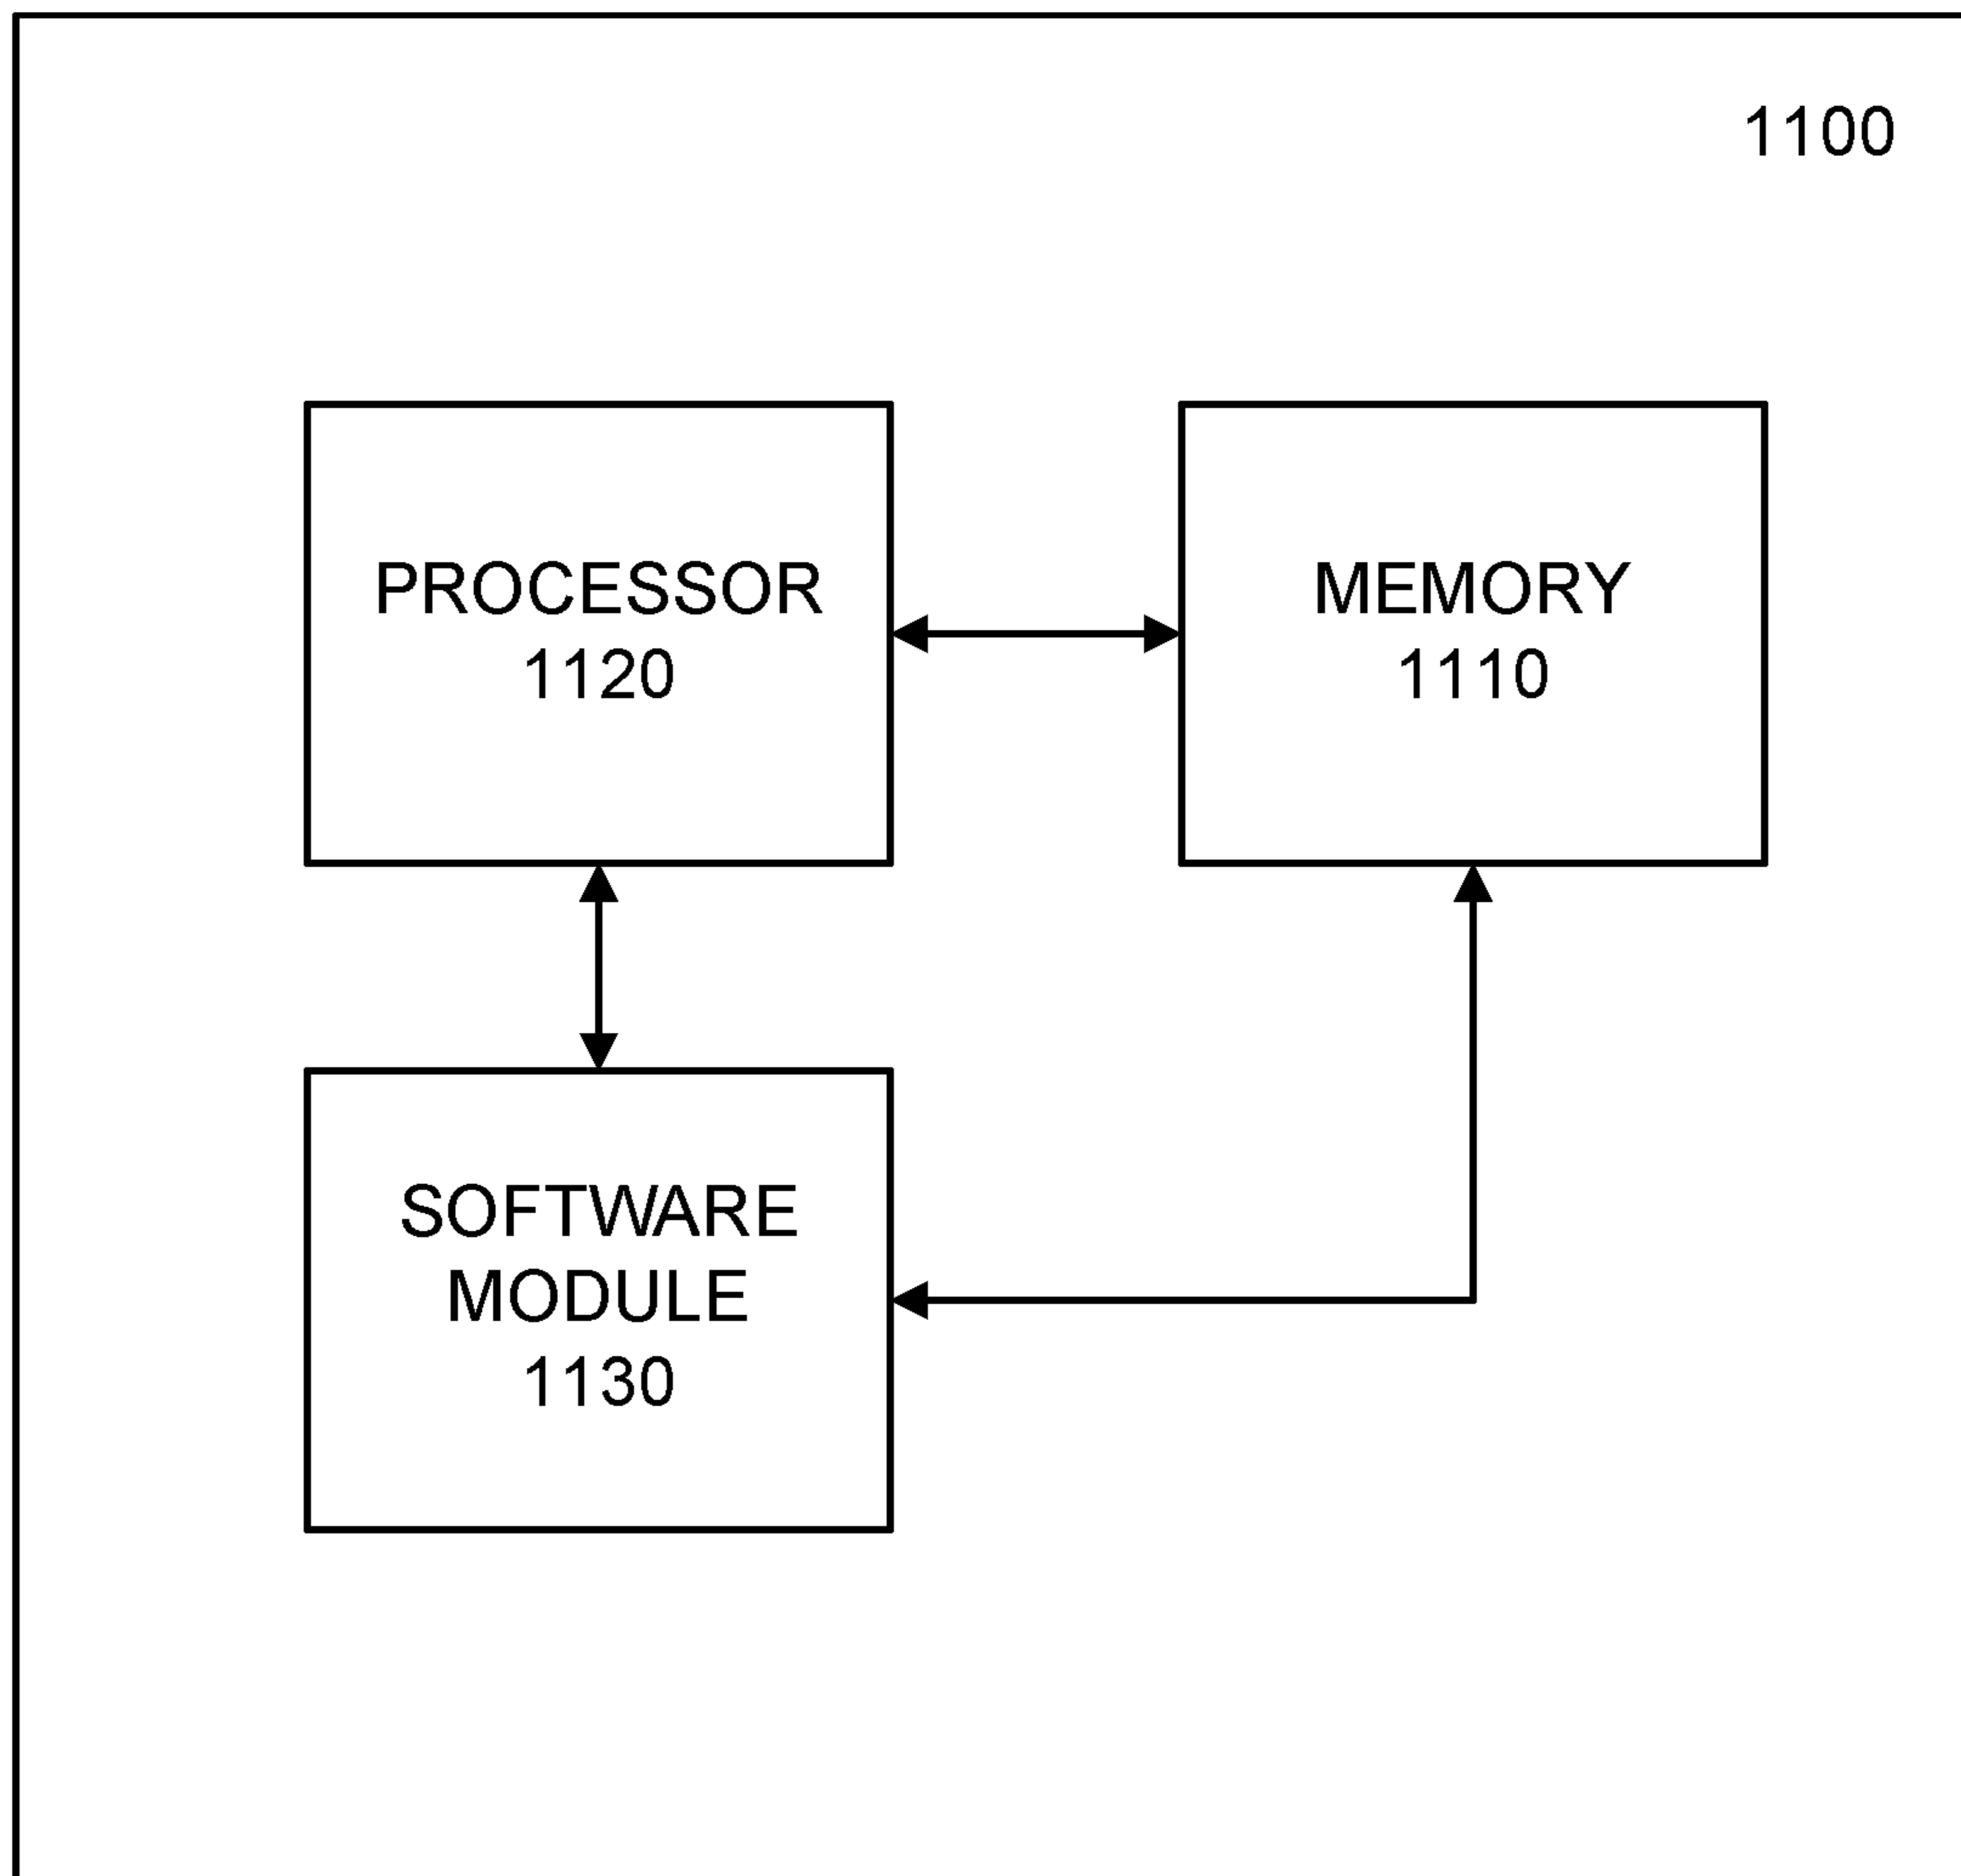 1100
PROCESSOR
1120
MEMORY
1110
SOFTWARE
MODULE
1130